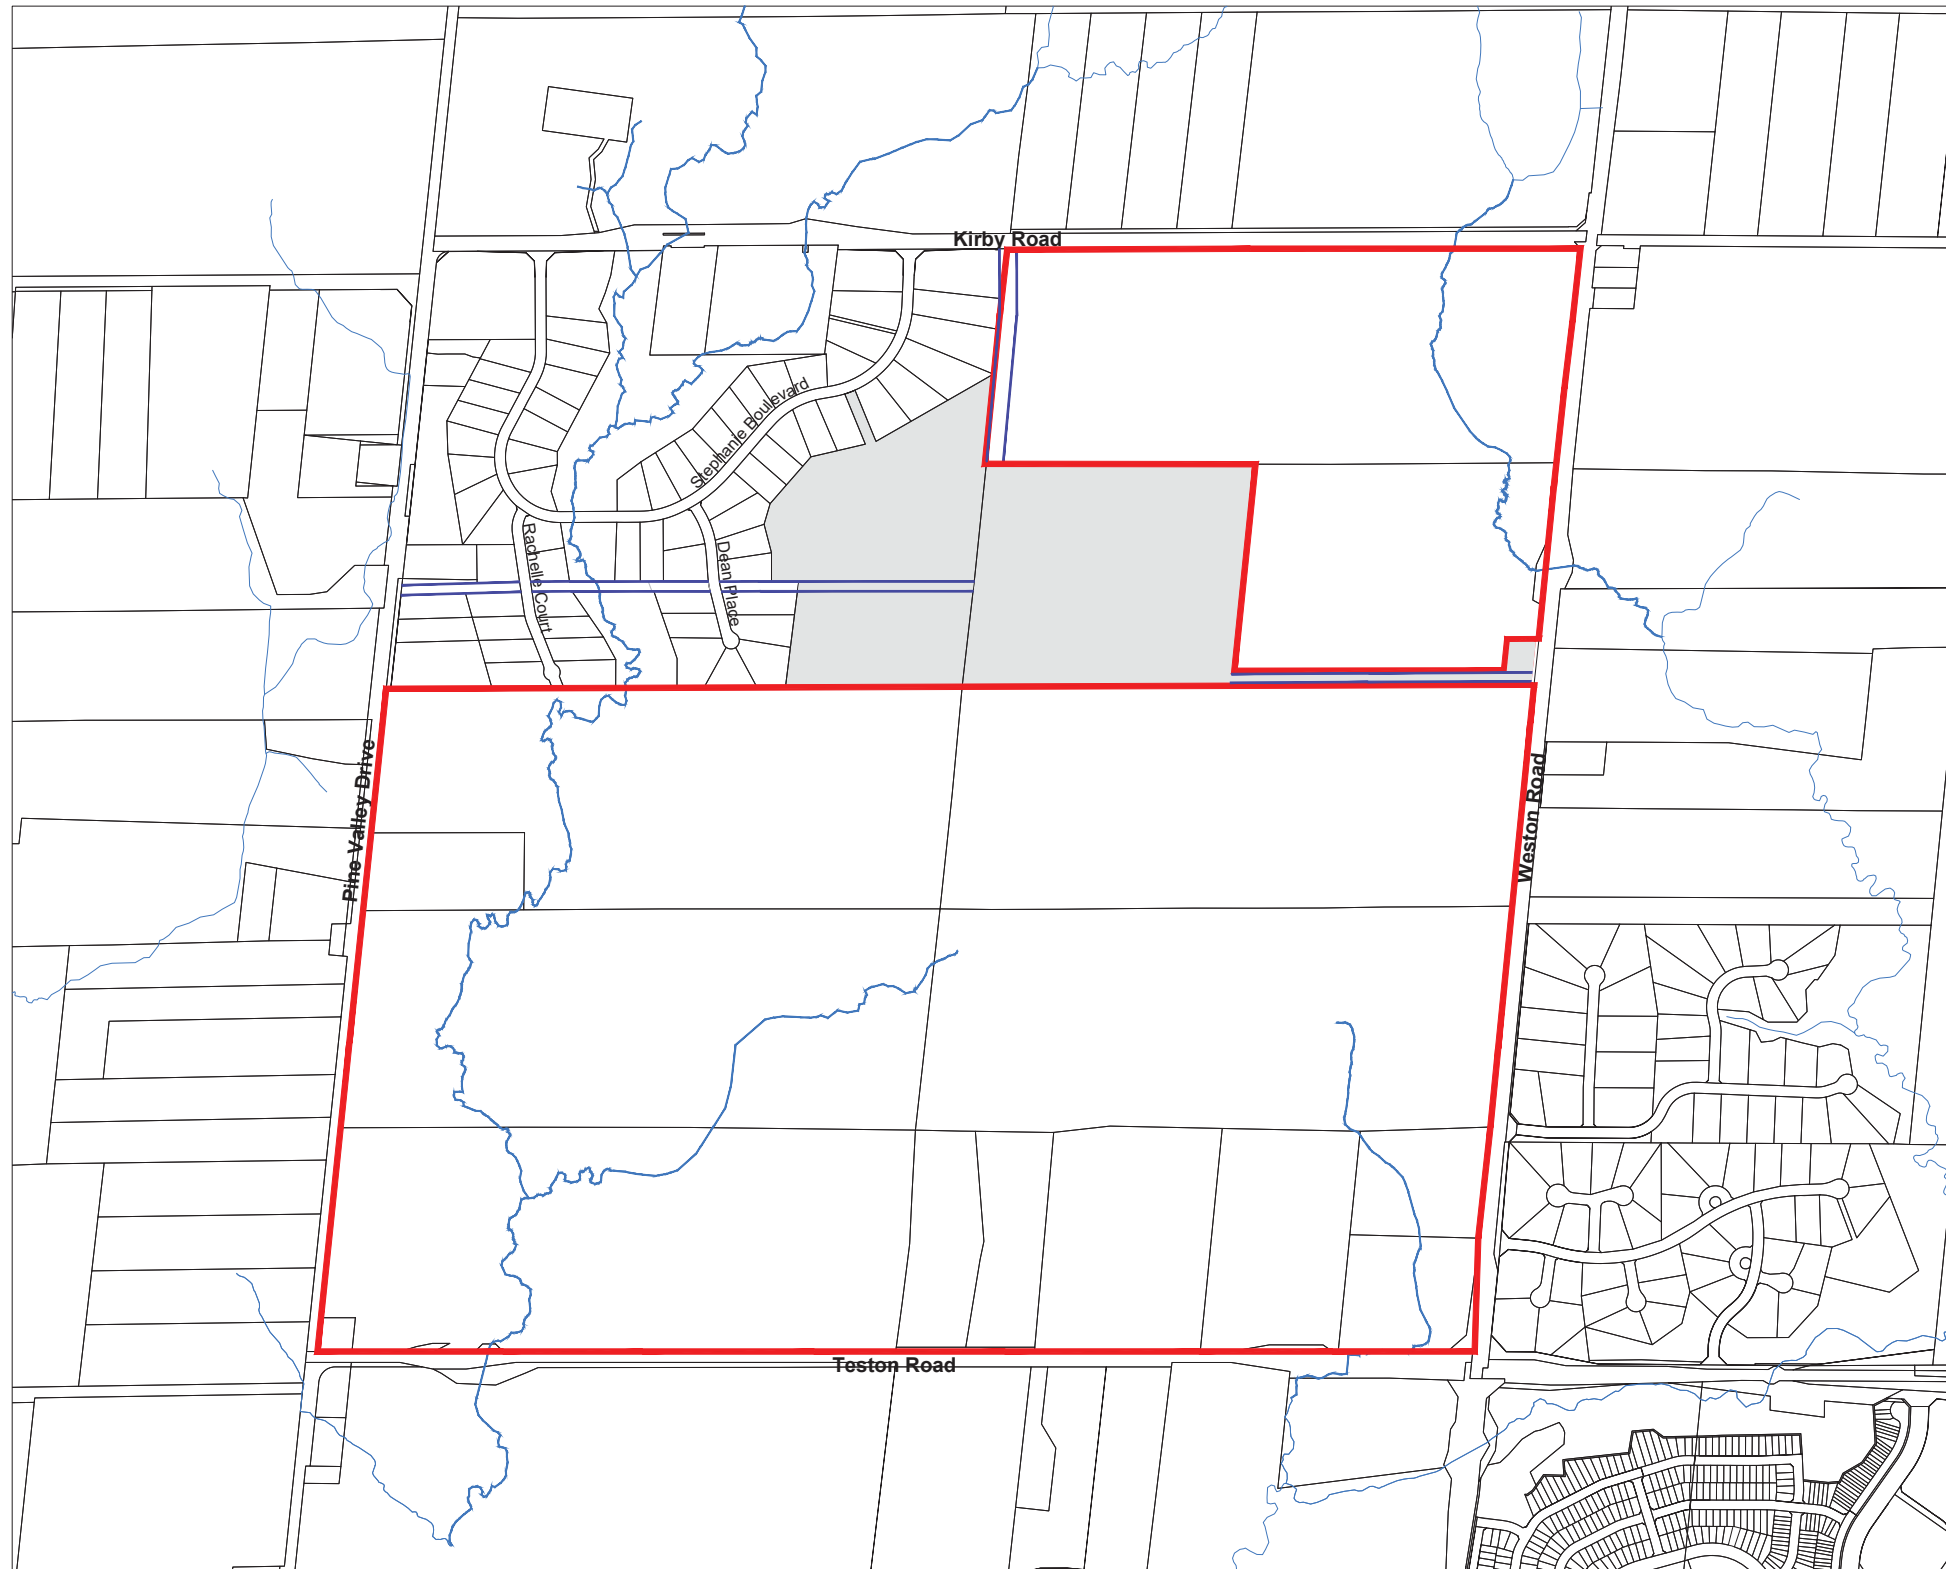 Kirby Road
Stephanie Boulevard
Rachelle Court
Dean Place
Pine Valley Drive
Weston Road
Teston Road